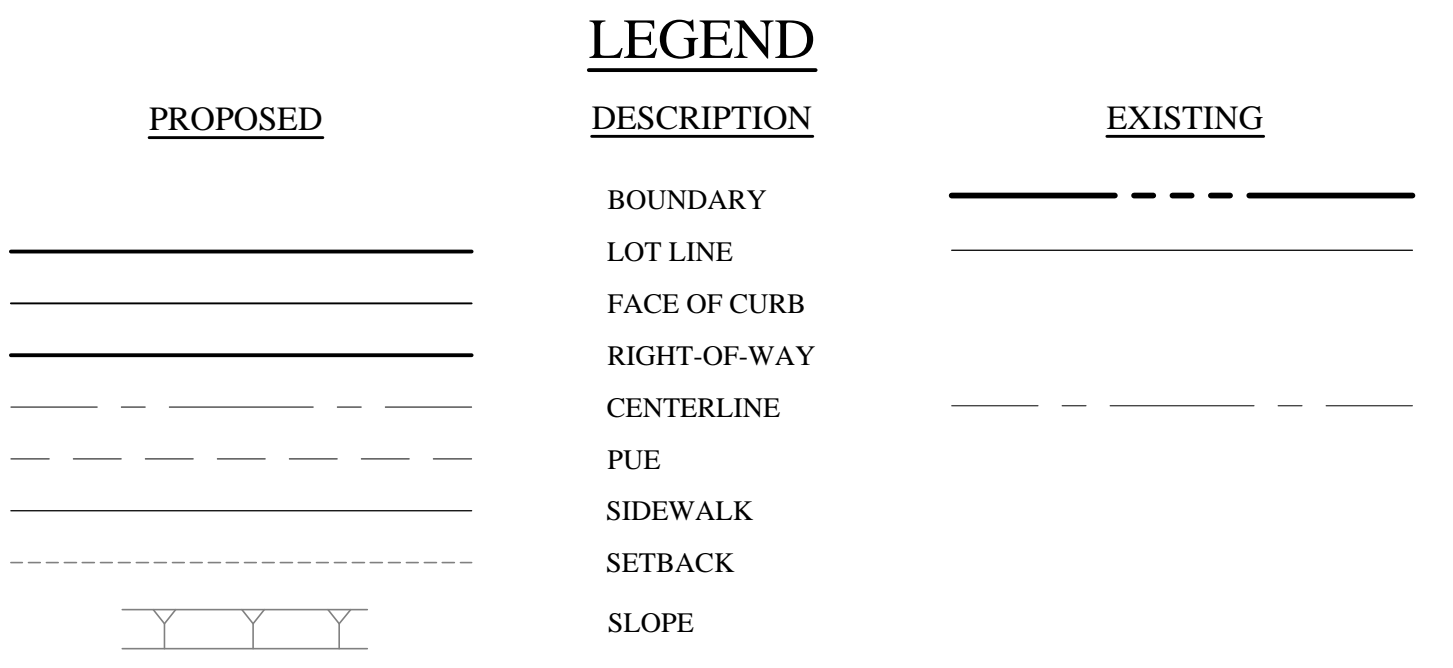 LEGEND
PROPOSED DESCRIPTION EXISTING
BOUNDARY
LOT LINE
FACE OF CURB
RIGHT-OF-WAY
CENTERLINE
PUE
SIDEWALK
SETBACK
SLOPE